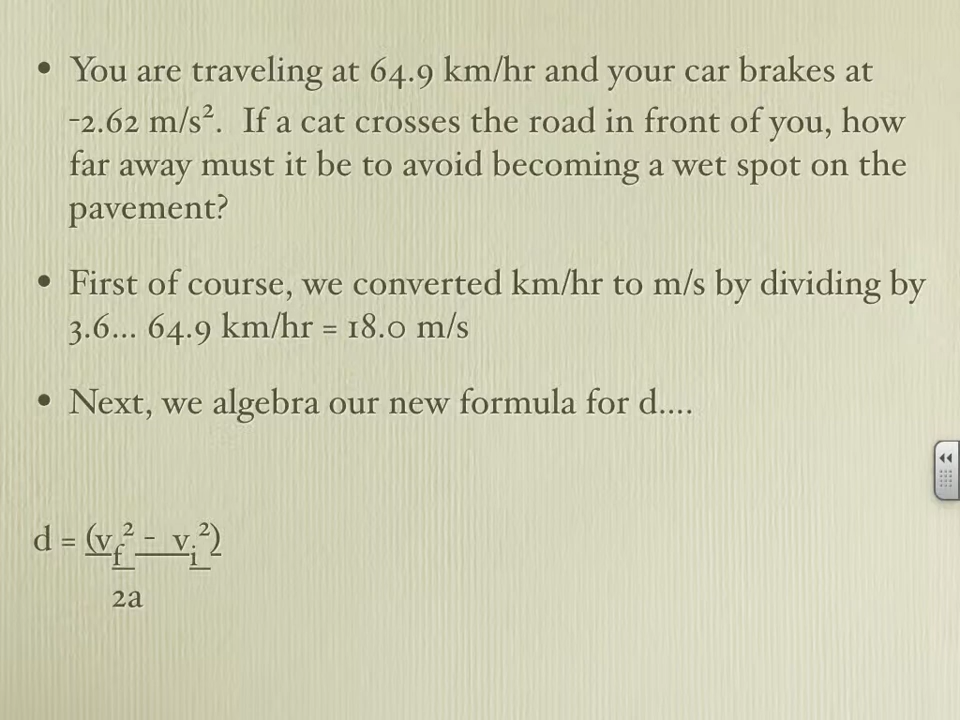 • You are traveling at 64.9 km/hr and your car brakes at
-2.62 m/s². If a cat crosses the road in front of you, how
far away must it be to avoid becoming a wet spot on the
pavement?
• First of course, we converted km/hr to m/s by dividing by
3.6... 64.9 km/hr = 18.0 m/s
• Next, we algebra our new formula for d....
d = (v_f² - v_i²)
2a